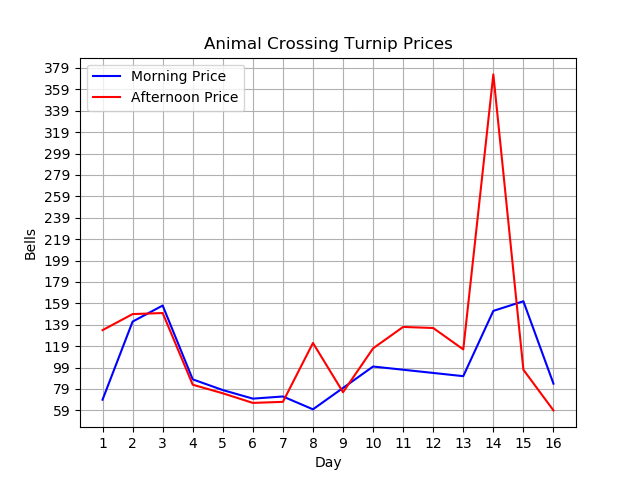 Animal Crossing Turnip Prices
Morning Price
Afternoon Price
Bells
379
359
339
319
299
279
259
239
219
199
179
159
139
119
99
79
59
1 2 3 4 5 6 7 8 9 10 11 12 13 14 15 16
Day